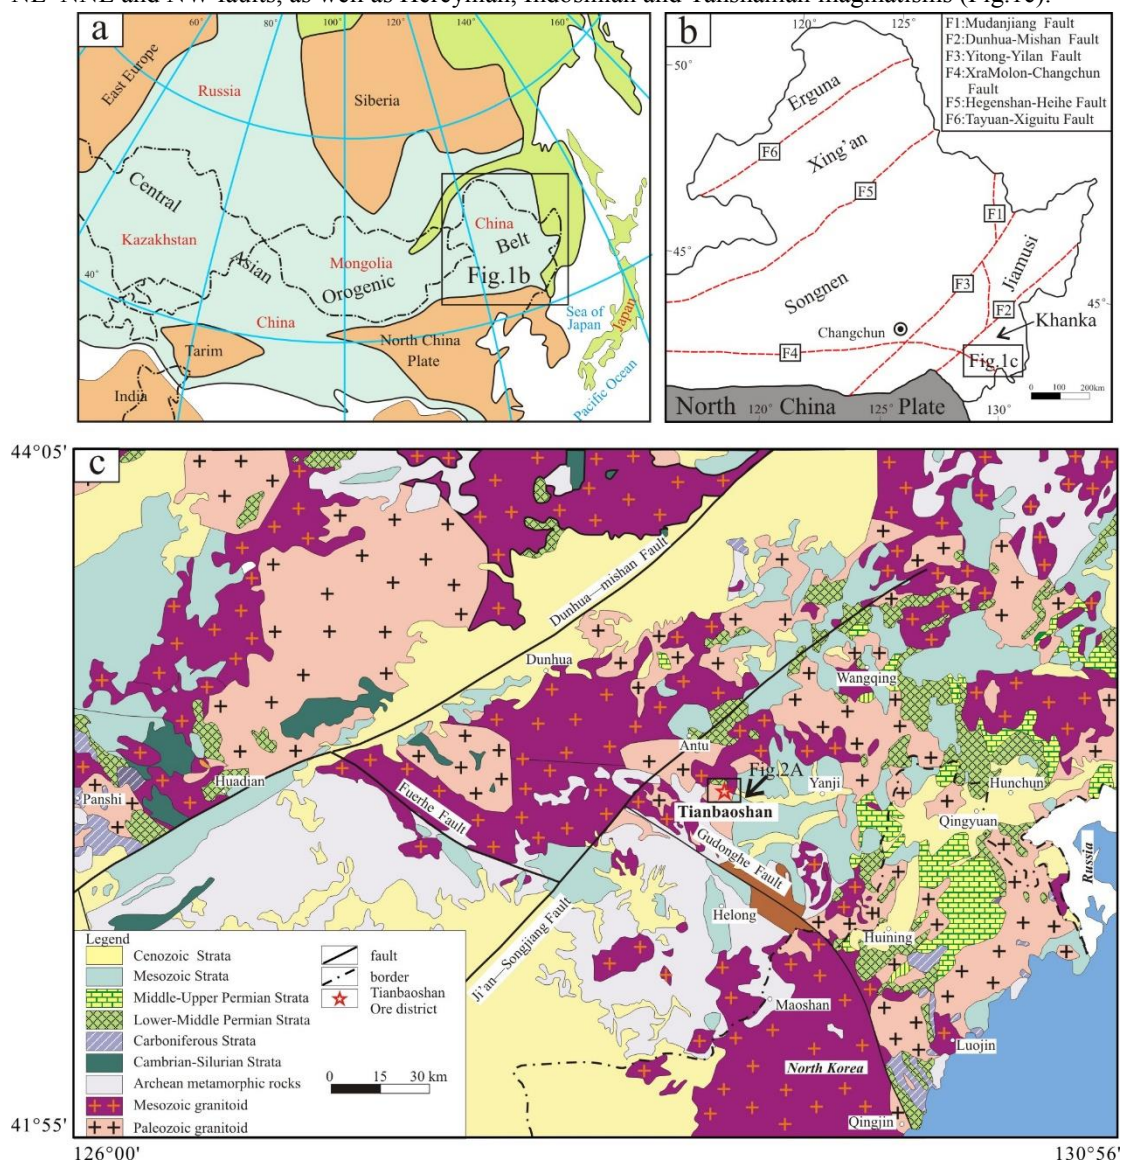 NE–NNE and NW faults, as well as Hercynian, Indosinian and Yanshanian magmatisms (Fig.1c).
a
60°
80°
100°
120°
140°
160°
East Europe
Russia
Siberia
Central
Kazakhstan
Asian
Mongolia
Orogenic
China
Belt
Fig.1b
40°
China
Sea of
Japan
Japan
Tarim
North China
Plate
India
Pacific Ocean
b
120°
125°
F1:Mudanjiang Fault
F2:Dunhua-Mishan Fault
F3:Yitong-Yilan Fault
F4:XraMolon-Changchun
Fault
F5:Hegenshan-Heihe Fault
F6:Tayuan-Xiguitu Fault
50°
Erguna
F6
Xing'an
F5
F1
45°
Jiamusi
Songnen
F3
F2
45°
Changchun
Khanka
F4
Fig.1c
0 100 200km
North China Plate
120°
125°
130°
44°05'
c
Dunhua—mishan Fault
Dunhua
Wangqing
Antu
Fig.2A
Huadian
Yanji
Hunchun
Panshi
Tianbaoshan
Qingyuan
Fuerhe Fault
Gudonghe Fault
Russia
Helong
Huining
Ji'an—Songjiang Fault
Maoshan
Luojin
North Korea
Qingjin
Legend
Cenozoic Strata
Mesozoic Strata
Middle-Upper Permian Strata
Lower-Middle Permian Strata
Carboniferous Strata
Cambrian-Silurian Strata
Archean metamorphic rocks
Mesozoic granitoid
Paleozoic granitoid
fault
border
Tianbaoshan
Ore district
0 15 30 km
41°55'
126°00'
130°56'